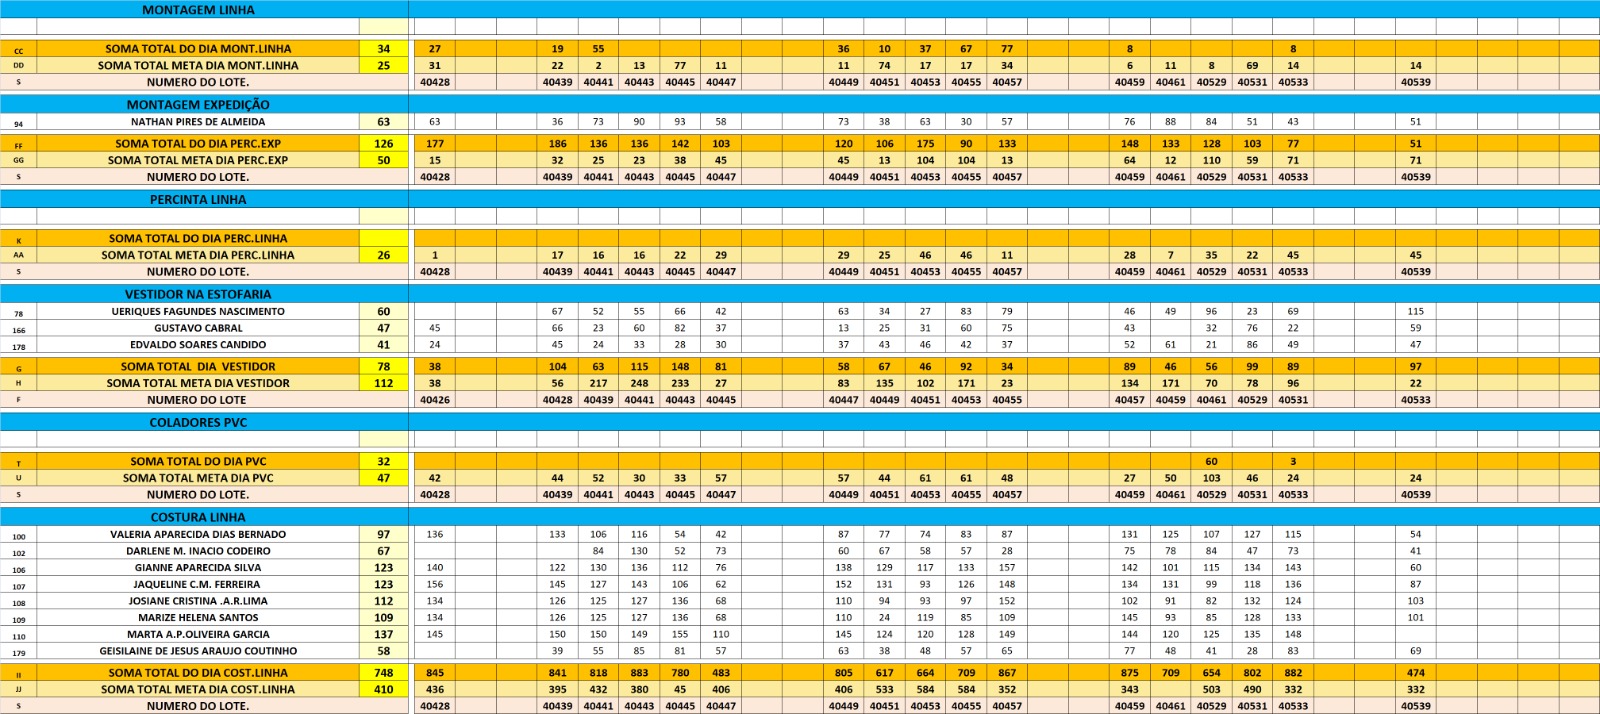 MONTAGEM LINHA
CC SOMA TOTAL DO DIA MONT.LINHA 34 27 19 55 36 10 37 67 77 8 8
DD SOMA TOTAL META DIA MONT.LINHA 25 31 22 2 13 77 11 11 74 17 17 34 6 11 8 69 14 14
S NUMERO DO LOTE. 40428 40439 40441 40443 40445 40447 40449 40451 40453 40455 40457 40459 40461 40529 40531 40533 40539
MONTAGEM EXPEDIÇÃO
94 NATHAN PIRES DE ALMEIDA 63 63 36 73 90 93 58 73 38 63 30 57 76 88 84 51 43 51
FF SOMA TOTAL DO DIA PERC.EXP 126 177 186 136 136 142 103 120 106 175 90 133 148 133 128 103 77 51
GG SOMA TOTAL META DIA PERC.EXP 50 15 32 25 23 38 45 45 13 104 104 13 64 12 110 59 71 71
S NUMERO DO LOTE. 40428 40439 40441 40443 40445 40447 40449 40451 40453 40455 40457 40459 40461 40529 40531 40533 40539
PERCINTA LINHA
K SOMA TOTAL DO DIA PERC.LINHA
AA SOMA TOTAL META DIA PERC.LINHA 26 1 17 16 16 22 29 29 25 46 46 11 28 7 35 22 45 45
S NUMERO DO LOTE. 40428 40439 40441 40443 40445 40447 40449 40451 40453 40455 40457 40459 40461 40529 40531 40533 40539
VESTIDOR NA ESTOFARIA
78 UERIQUES FAGUNDES NASCIMENTO 60 67 52 55 66 42 63 34 27 83 79 46 49 96 23 69 115
166 GUSTAVO CABRAL 47 45 66 23 60 82 37 13 25 31 60 75 43 32 76 22 59
178 EDVALDO SOARES CANDIDO 41 24 45 24 33 28 30 37 43 46 42 37 52 61 21 86 49 47
G SOMA TOTAL DIA VESTIDOR 78 38 104 63 115 148 81 58 67 46 92 34 89 46 56 99 89 97
H SOMA TOTAL META DIA VESTIDOR 112 38 56 217 248 233 27 83 135 102 171 23 134 171 70 78 96 22
F NUMERO DO LOTE 40426 40428 40439 40441 40443 40445 40447 40449 40451 40453 40455 40457 40459 40461 40529 40531 40533
COLADORES PVC
T SOMA TOTAL DO DIA PVC 32 60 3
U SOMA TOTAL META DIA PVC 47 42 44 52 30 33 57 57 44 61 61 48 27 50 103 46 24 24
S NUMERO DO LOTE. 40428 40439 40441 40443 40445 40447 40449 40451 40453 40455 40457 40459 40461 40529 40531 40533 40539
COSTURA LINHA
100 VALERIA APARECIDA DIAS BERNADO 97 136 133 106 116 54 42 87 77 74 83 87 131 125 107 127 115 54
102 DARLENE M. INACIO CODEIRO 67 84 130 52 73 60 67 58 57 28 75 78 84 47 73 41
106 GIANNE APARECIDA SILVA 123 140 122 130 136 112 76 138 129 117 133 157 142 101 115 134 143 60
107 JAQUELINE C.M. FERREIRA 123 156 145 127 143 106 62 152 131 93 126 148 134 131 99 118 136 87
108 JOSIANE CRISTINA .A.R.LIMA 112 134 126 125 127 136 68 110 94 93 97 152 102 91 82 132 124 103
109 MARIZE HELENA SANTOS 109 134 126 125 127 136 68 110 24 119 85 109 145 93 85 128 133 101
110 MARTA A.P.OLIVEIRA GARCIA 137 145 150 150 149 155 110 145 124 120 128 149 144 120 125 135 148
179 GEISILAINE DE JESUS ARAUJO COUTINHO 58 39 55 85 81 57 63 38 48 57 65 77 48 41 28 83 69
II SOMA TOTAL DO DIA COST.LINHA 748 845 841 818 883 780 483 805 617 664 709 867 875 709 654 802 882 474
JJ SOMA TOTAL META DIA COST.LINHA 410 436 395 432 380 45 406 406 533 584 584 352 343 503 490 332 332
S NUMERO DO LOTE. 40428 40439 40441 40443 40445 40447 40449 40451 40453 40455 40457 40459 40461 40529 40531 40533 40539